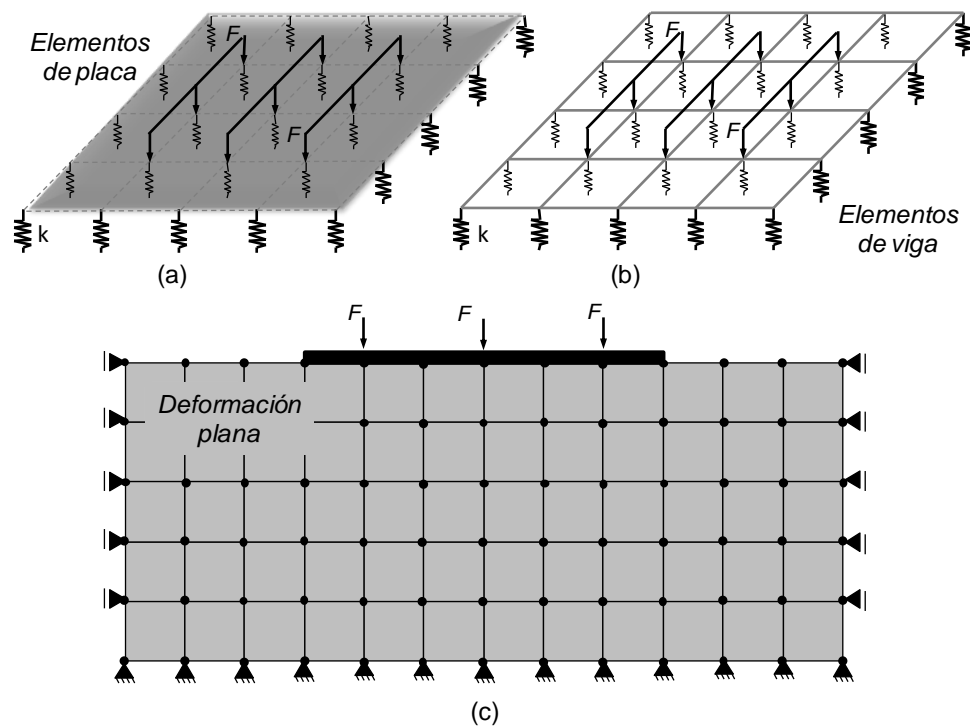 Elementos
de placa
F
F
k
(a)
F
F
k
Elementos
de viga
(b)
F
F
F
Deformación
plana
(c)